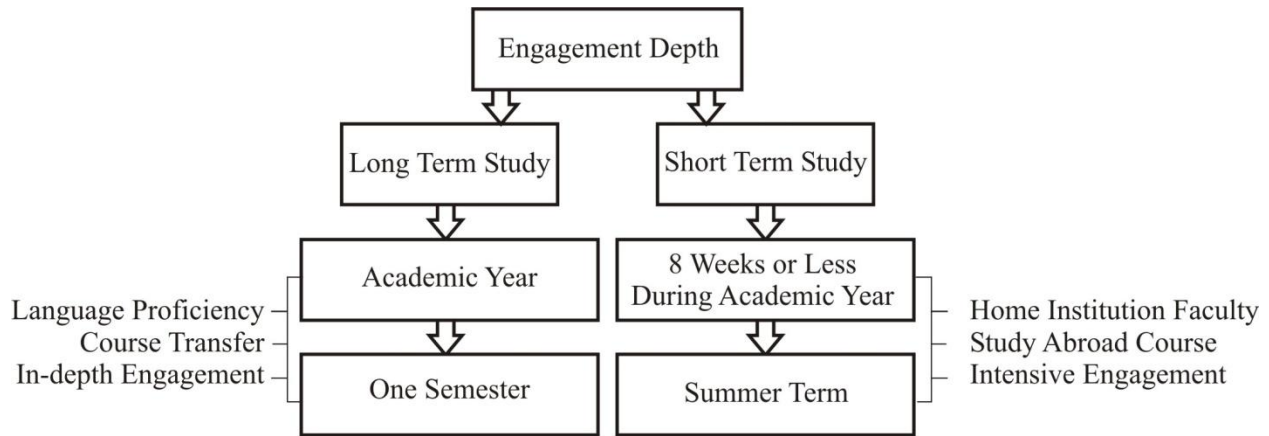 Engagement Depth
Long Term Study
Short Term Study
Academic Year
8 Weeks or Less
During Academic Year
Language Proficiency
Course Transfer
In-depth Engagement
Home Institution Faculty
Study Abroad Course
Intensive Engagement
One Semester
Summer Term